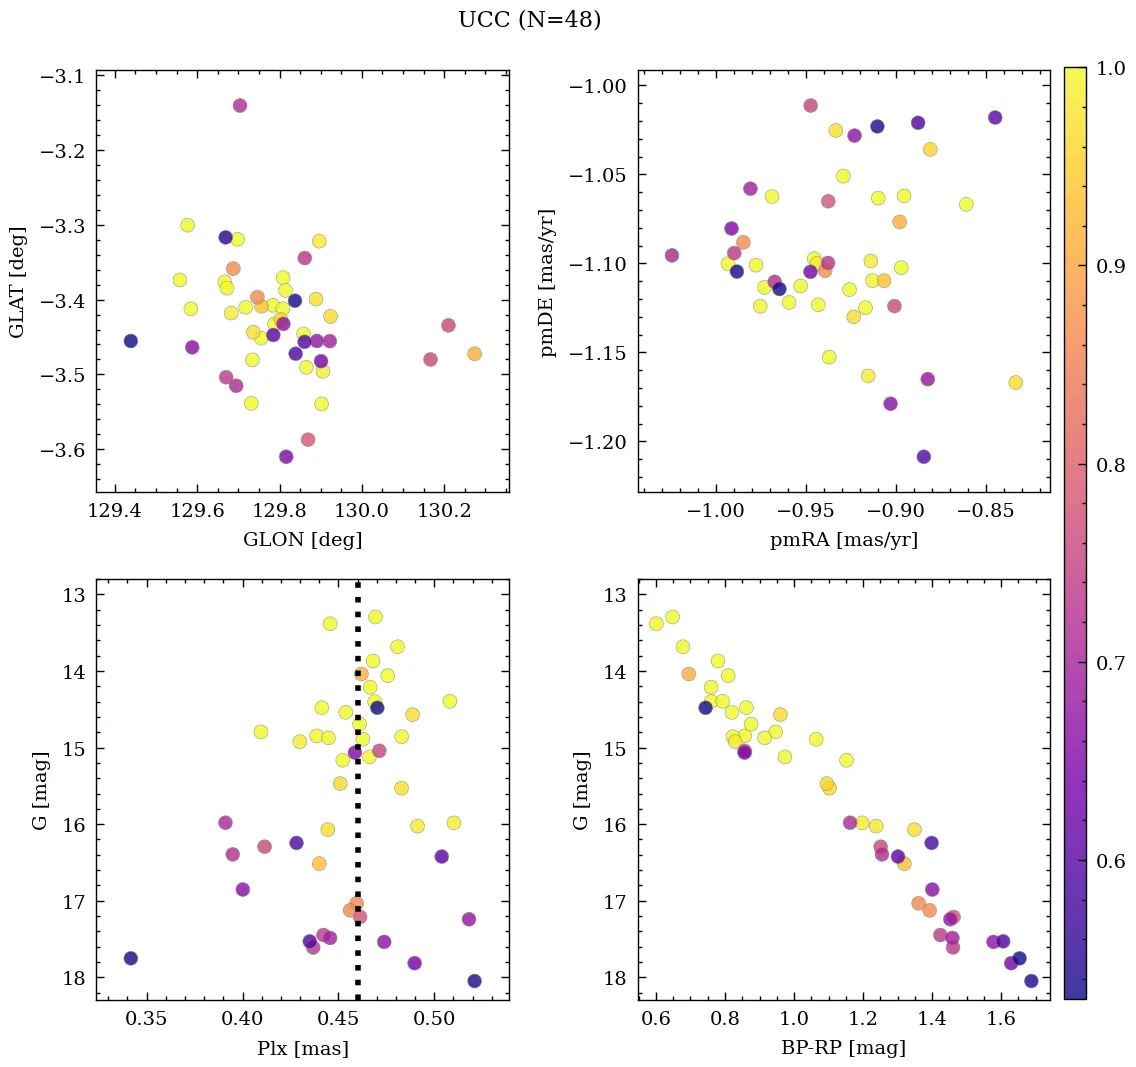 UCC (N=48)
−3.1
−3.2
−3.3
−3.4
−3.5
−3.6
GLAT [deg]
129.4 129.6 129.8 130.0 130.2
GLON [deg]
−1.00
−1.05
−1.10
−1.15
−1.20
pmDE [mas/yr]
−1.00 −0.95 −0.90 −0.85
pmRA [mas/yr]
13
14
15
16
17
18
G [mag]
0.35 0.40 0.45 0.50
Plx [mas]
13
14
15
16
17
18
G [mag]
0.6 0.8 1.0 1.2 1.4 1.6
BP-RP [mag]
1.0
0.9
0.8
0.7
0.6